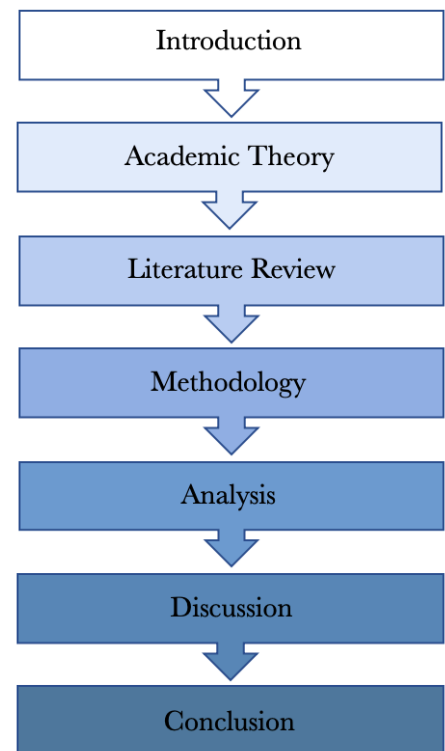 Introduction
Academic Theory
Literature Review
Methodology
Analysis
Discussion
Conclusion